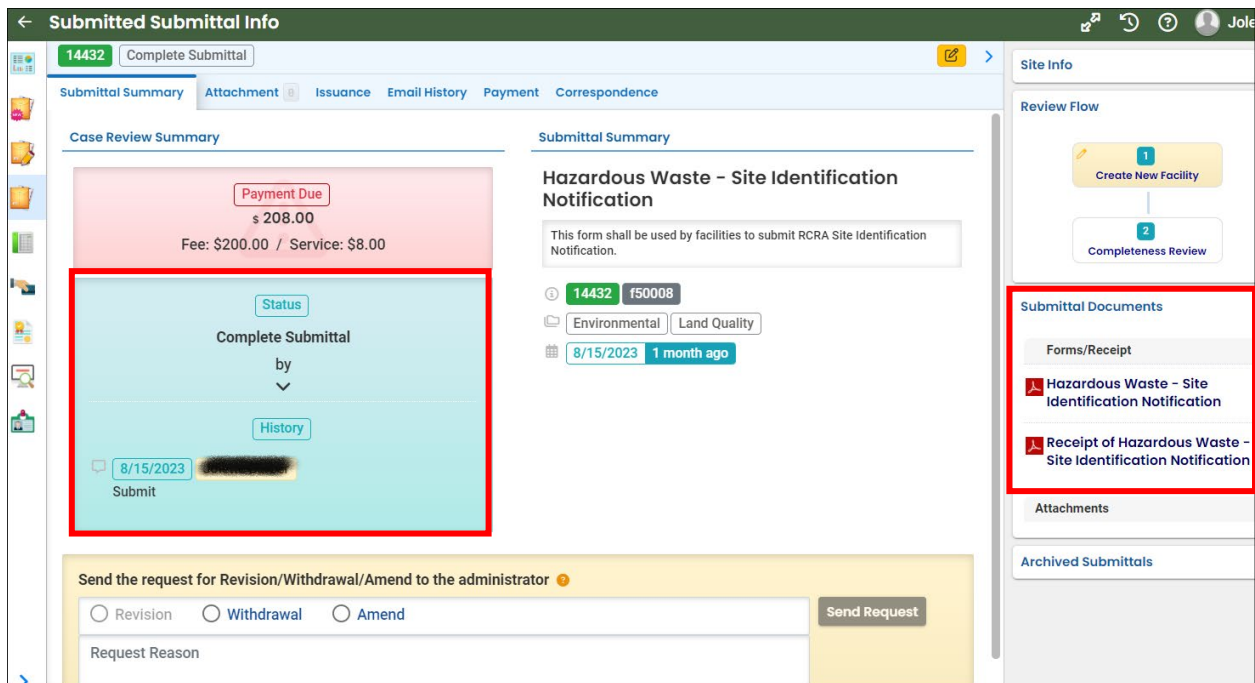 Submitted Submittal Info
Jole
14432 Complete Submittal
Submittal Summary Attachment Issuance Email History Payment Correspondence
Case Review Summary
Payment Due
$ 208.00
Fee: $200.00 / Service: $8.00
Status
Complete Submittal
by
History
8/15/2023
Submit
Submittal Summary
Hazardous Waste - Site Identification
Notification
This form shall be used by facilities to submit RCRA Site Identification
Notification.
14432 f50008
Environmental Land Quality
8/15/2023 1 month ago
Send the request for Revision/Withdrawal/Amend to the administrator ?
Revision Withdrawal Amend
Send Request
Request Reason
Site Info
Review Flow
1
Create New Facility
2
Completeness Review
Submittal Documents
Forms/Receipt
Hazardous Waste - Site
Identification Notification
Receipt of Hazardous Waste -
Site Identification Notification
Attachments
Archived Submittals